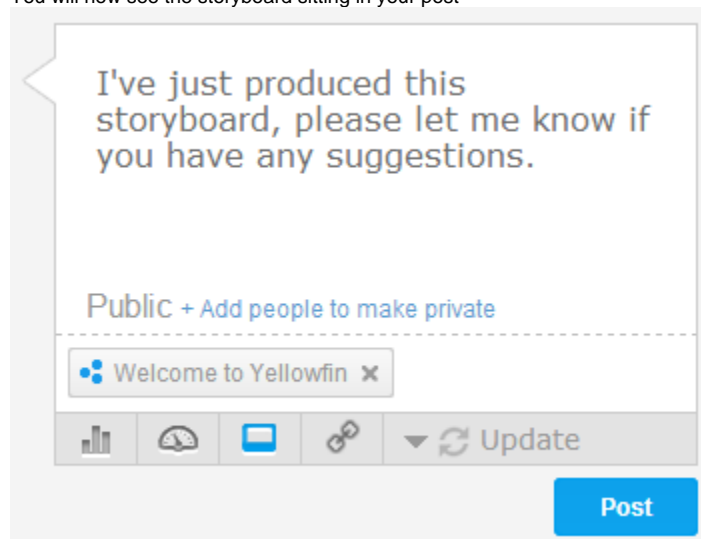 You will now see the storyboard sitting in your post
I've just produced this
storyboard, please let me know if
you have any suggestions.
Public + Add people to make private
Welcome to Yellowfin ×
Update
Post